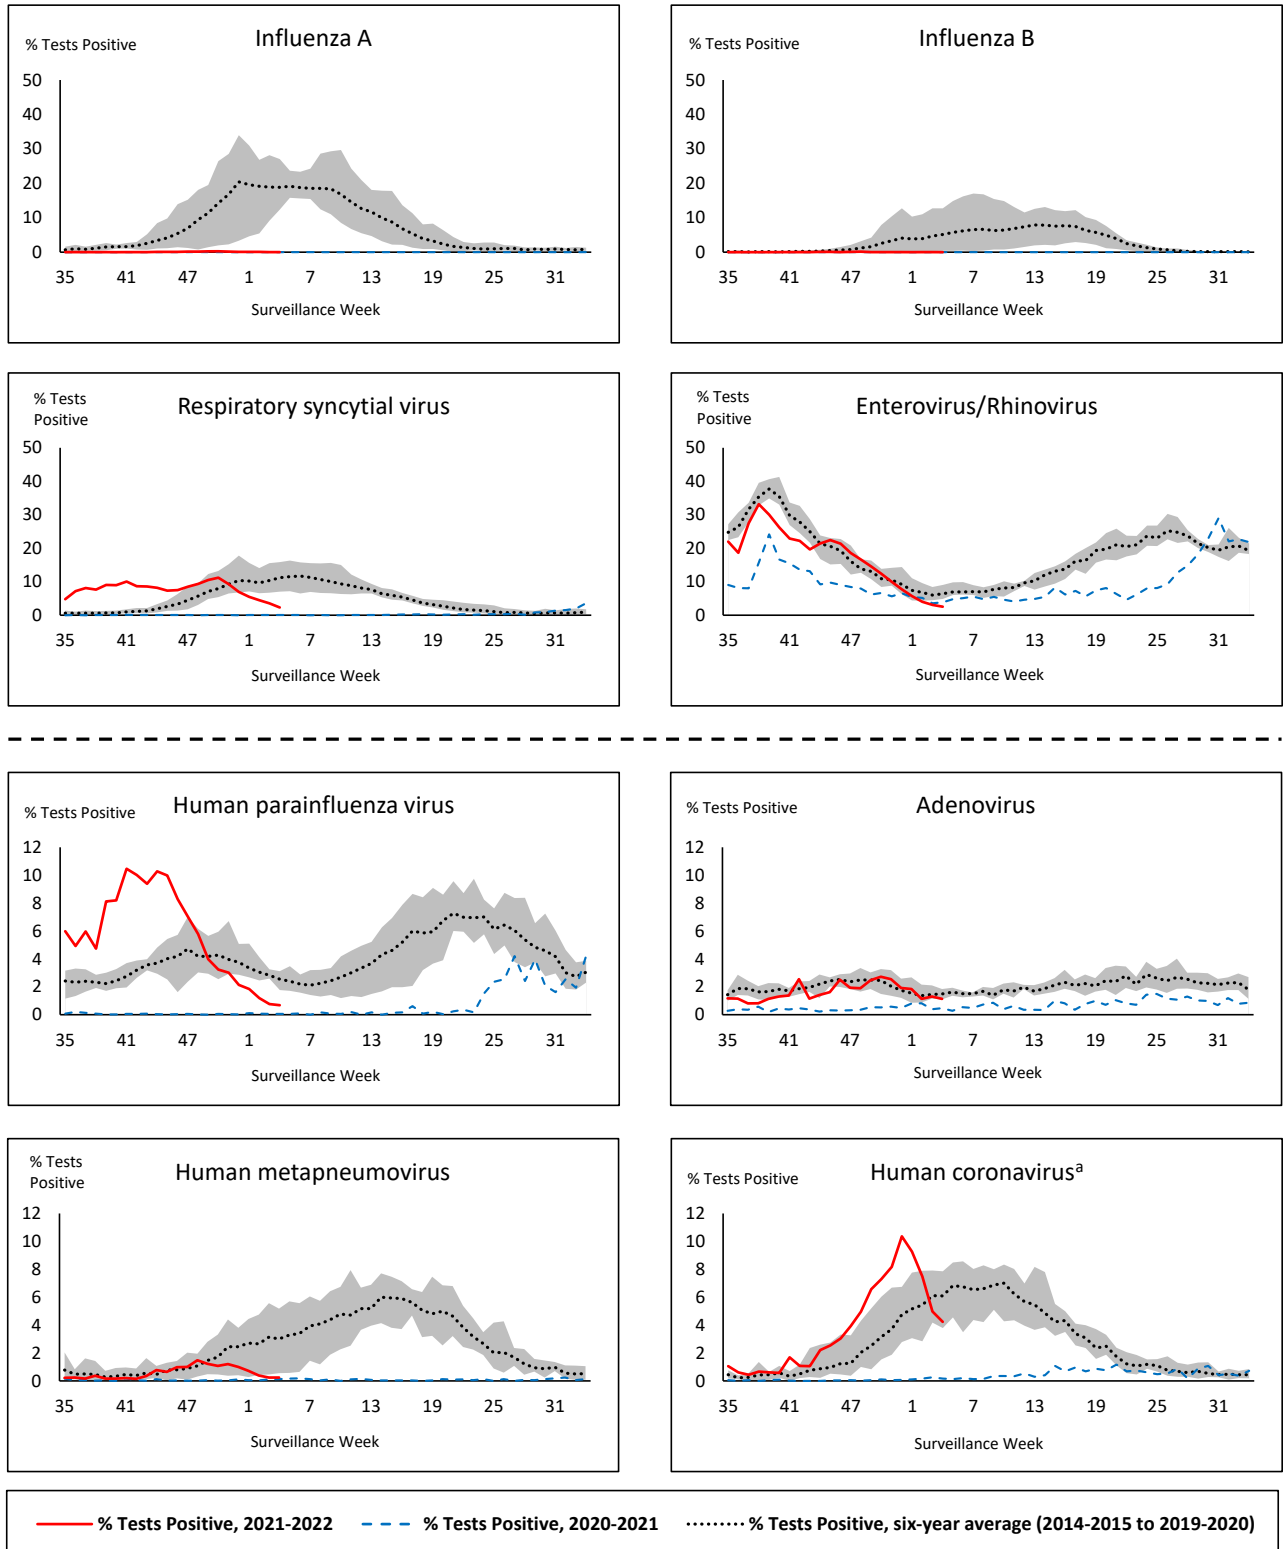 Influenza A
% Tests Positive
50
40
30
20
10
0
35 41 47 1 7 13 19 25 31
Surveillance Week
Influenza B
% Tests Positive
50
40
30
20
10
0
35 41 47 1 7 13 19 25 31
Surveillance Week
Respiratory syncytial virus
% Tests
Positive
50
40
30
20
10
0
35 41 47 1 7 13 19 25 31
Surveillance Week
Enterovirus/Rhinovirus
% Tests
Positive
50
40
30
20
10
0
35 41 47 1 7 13 19 25 31
Surveillance Week
Human parainfluenza virus
% Tests Positive
12
10
8
6
4
2
0
35 41 47 1 7 13 19 25 31
Surveillance Week
Adenovirus
% Tests Positive
12
10
8
6
4
2
0
35 41 47 1 7 13 19 25 31
Surveillance Week
Human metapneumovirus
% Tests
Positive
12
10
8
6
4
2
0
35 41 47 1 7 13 19 25 31
Surveillance Week
Human coronavirusᵃ
% Tests Positive
12
10
8
6
4
2
0
35 41 47 1 7 13 19 25 31
Surveillance Week
% Tests Positive, 2021-2022 % Tests Positive, 2020-2021 % Tests Positive, six-year average (2014-2015 to 2019-2020)